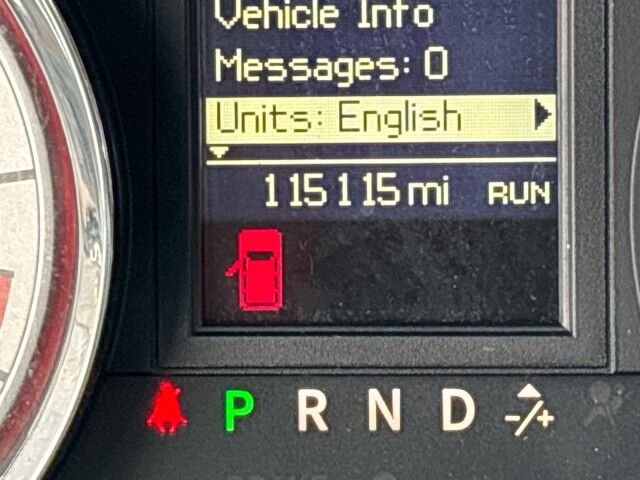 Vehicle Info
Messages: 0
Units: English
115115 mi RUN
P R N D -/+